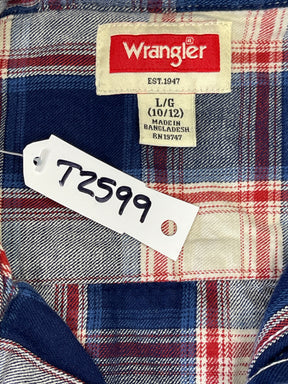 Wrangler
EST. 1947
L/G
(10/12)
MADE IN
BANGLADESH
RN 15747
T2599